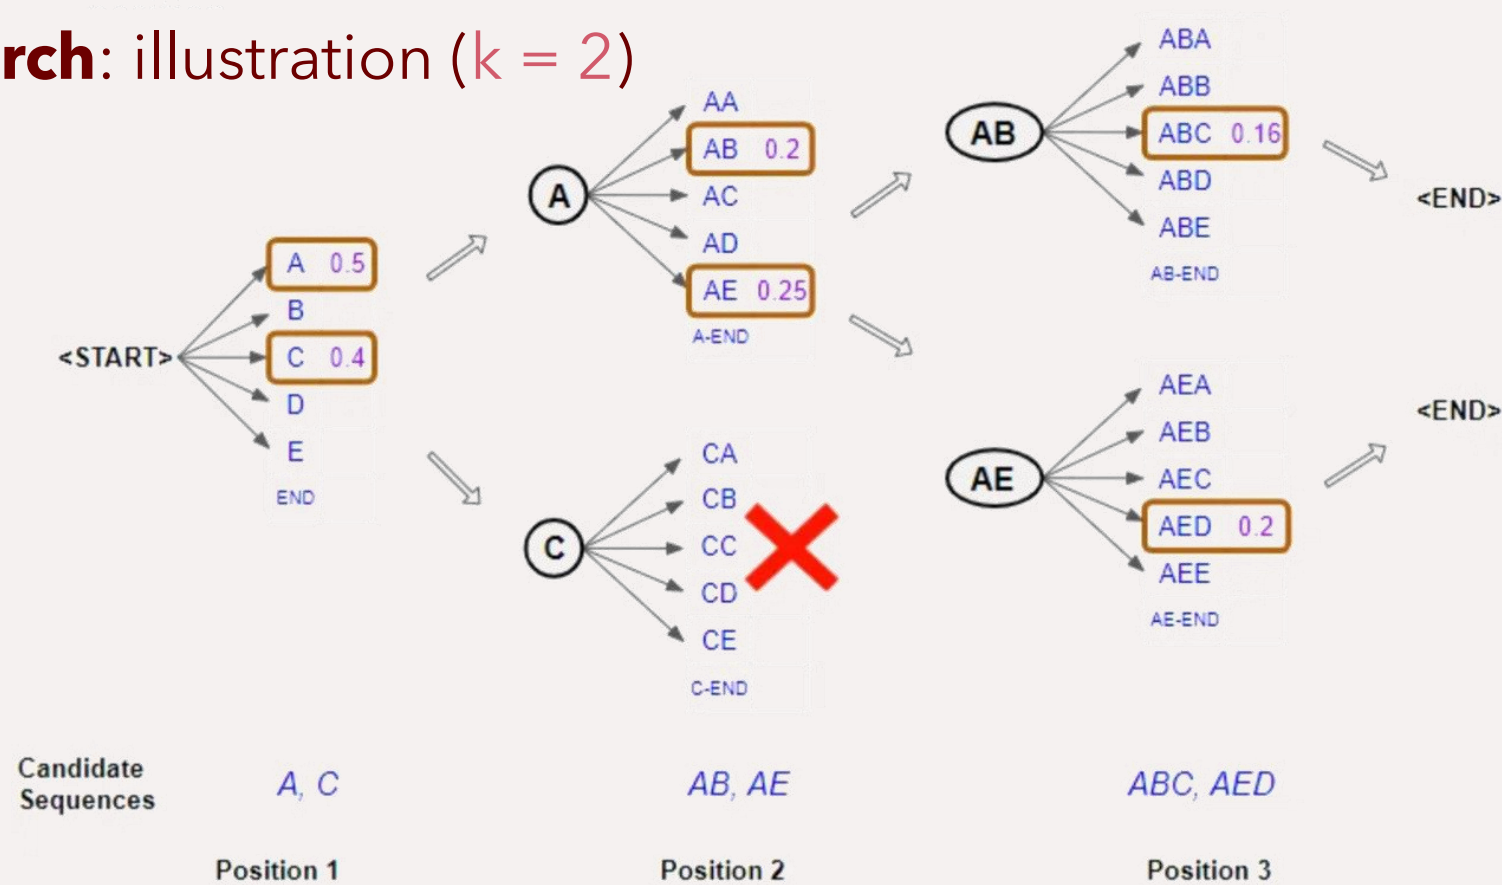 rch: illustration (k = 2)
<START>
A 0.5
B
C 0.4
D
E
END
A
AA
AB 0.2
AC
AD
AE 0.25
A-END
C
CA
CB
CC
CD
CE
C-END
AB
ABA
ABB
ABC 0.16
ABD
ABE
AB-END
<END>
AE
AEA
AEB
AEC
AED 0.2
AEE
AE-END
<END>
Candidate
Sequences
A, C
AB, AE
ABC, AED
Position 1
Position 2
Position 3